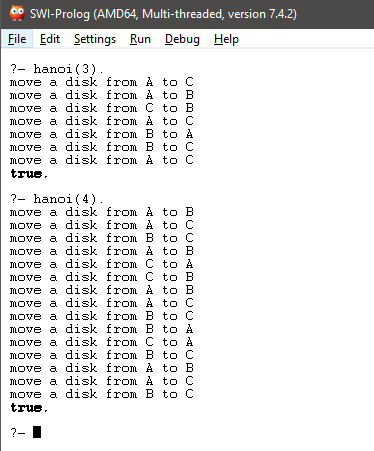 SWI-Prolog (AMD64, Multi-threaded, version 7.4.2)
File Edit Settings Run Debug Help
?- hanoi(3).
move a disk from A to C
move a disk from A to B
move a disk from C to B
move a disk from A to C
move a disk from B to A
move a disk from B to C
move a disk from A to C
true.
?- hanoi(4).
move a disk from A to B
move a disk from A to C
move a disk from B to C
move a disk from A to B
move a disk from C to A
move a disk from C to B
move a disk from A to B
move a disk from A to C
move a disk from B to C
move a disk from B to A
move a disk from C to A
move a disk from B to C
move a disk from A to B
move a disk from A to C
move a disk from B to C
true.
?-